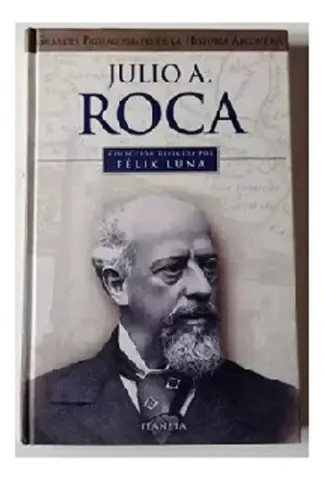 GRANDES PROTAGONISTAS DE LA HISTORIA ARGENTINA
JULIO A.
ROCA
COLECCIÓN DIRIGIDA POR
FÉLIX LUNA
PLANETA